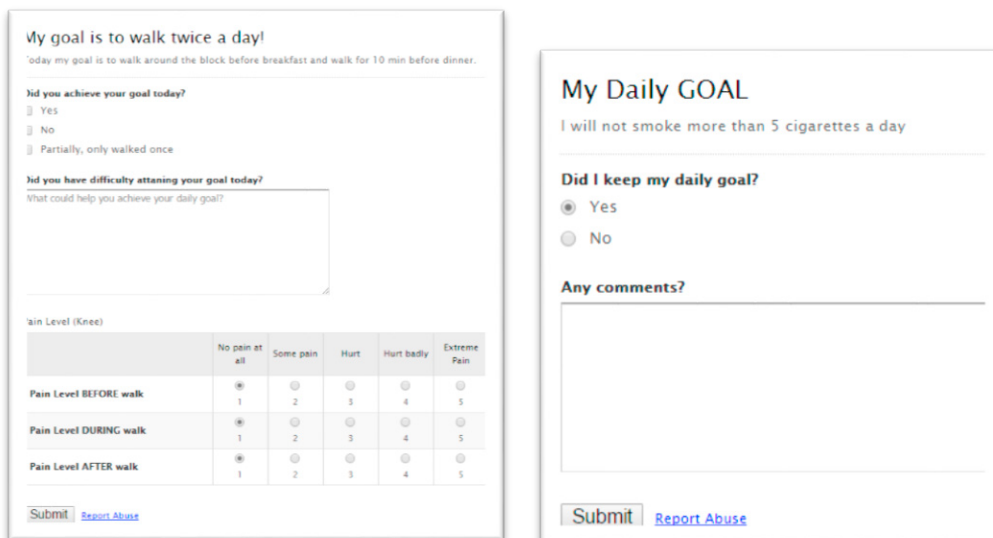 My goal is to walk twice a day!
Today my goal is to walk around the block before breakfast and walk for 10 min before dinner.
Did you achieve your goal today?
Yes
No
Partially, only walked once
Did you have difficulty attaning your goal today?
What could help you achieve your daily goal?
Pain Level (Knee)
No pain at all Some pain Hurt Hurt badly Extreme Pain
Pain Level BEFORE walk
1 2 3 4 5
Pain Level DURING walk
1 2 3 4 5
Pain Level AFTER walk
1 2 3 4 5
Submit Report Abuse
My Daily GOAL
I will not smoke more than 5 cigarettes a day
Did I keep my daily goal?
Yes
No
Any comments?
Submit Report Abuse